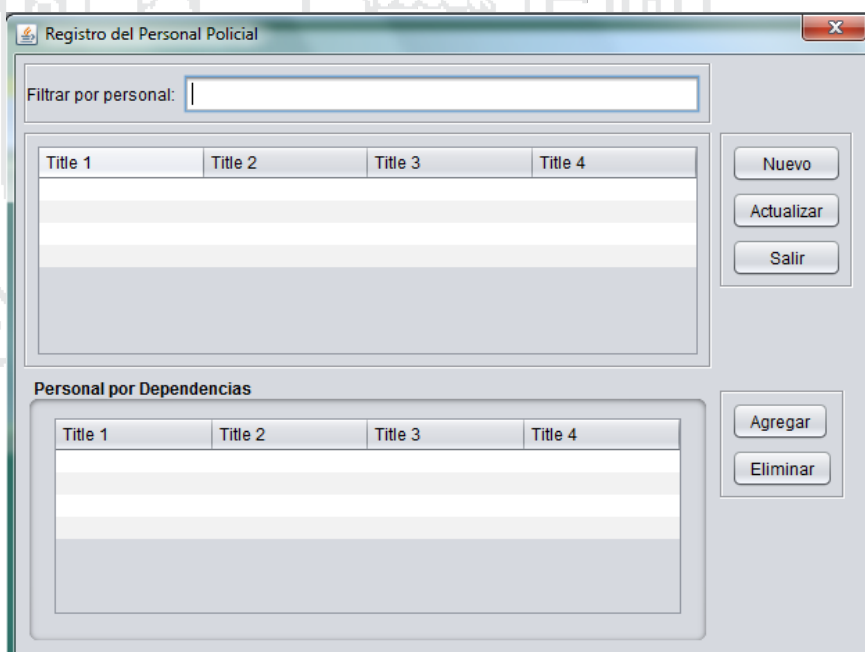 Registro del Personal Policial
Filtrar por personal:
Title 1 Title 2 Title 3 Title 4
Nuevo
Actualizar
Salir
Personal por Dependencias
Title 1 Title 2 Title 3 Title 4
Agregar
Eliminar